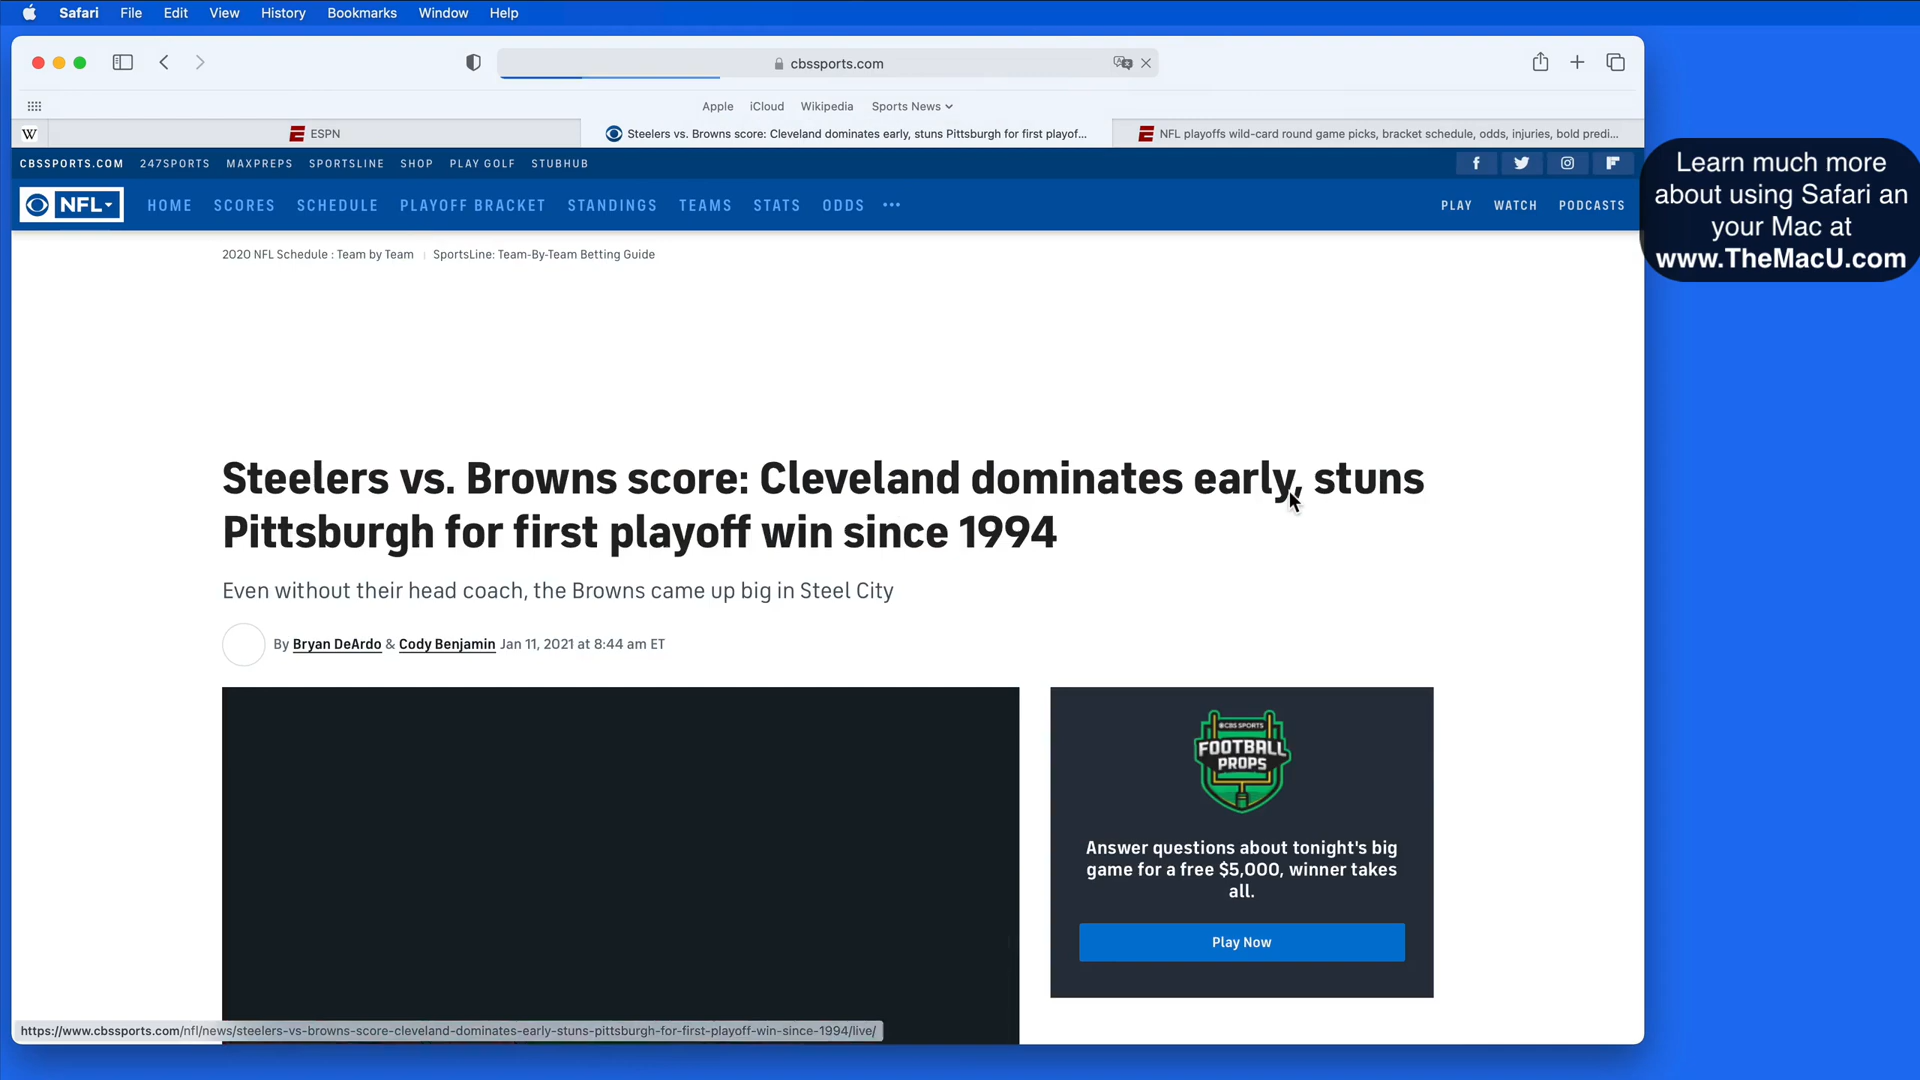 Safari File Edit View History Bookmarks Window Help
cbssports.com
Apple iCloud Wikipedia Sports News
W ESPN Steelers vs. Browns score: Cleveland dominates early, stuns Pittsburgh for first playof... NFL playoffs wild-card round game picks, bracket schedule, odds, injuries, bold predi...
CBSSPORTS.COM 247SPORTS MAXPREPS SPORTSLINE SHOP PLAY GOLF STUBHUB
NFL HOME SCORES SCHEDULE PLAYOFF BRACKET STANDINGS TEAMS STATS ODDS ••• PLAY WATCH PODCASTS
Learn much more
about using Safari an
your Mac at
www.TheMacU.com
2020 NFL Schedule : Team by Team | SportsLine: Team-By-Team Betting Guide
Steelers vs. Browns score: Cleveland dominates early, stuns
Pittsburgh for first playoff win since 1994
Even without their head coach, the Browns came up big in Steel City
By Bryan DeArdo & Cody Benjamin Jan 11, 2021 at 8:44 am ET
CBS SPORTS
FOOTBALL
PROPS
Answer questions about tonight's big
game for a free $5,000, winner takes
all.
Play Now
https://www.cbssports.com/nfl/news/steelers-vs-browns-score-cleveland-dominates-early-stuns-pittsburgh-for-first-playoff-win-since-1994/live/